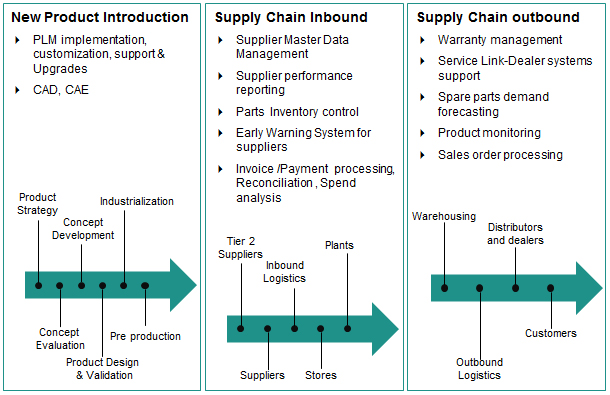 New Product Introduction
PLM implementation,
customization, support &
Upgrades
CAD, CAE
Product
Strategy
Industrialization
Concept
Development
Concept
Evaluation
Pre production
Product Design
& Validation
Supply Chain Inbound
Supplier Master Data
Management
Supplier performance
reporting
Parts Inventory control
Early Warning System for
suppliers
Invoice /Payment processing,
Reconciliation , Spend
analysis
Tier 2
Suppliers
Plants
Inbound
Logistics
Suppliers
Stores
Supply Chain outbound
Warranty management
Service Link-Dealer systems
support
Spare parts demand
forecasting
Product monitoring
Sales order processing
Warehousing
Distributors
and dealers
Customers
Outbound
Logistics